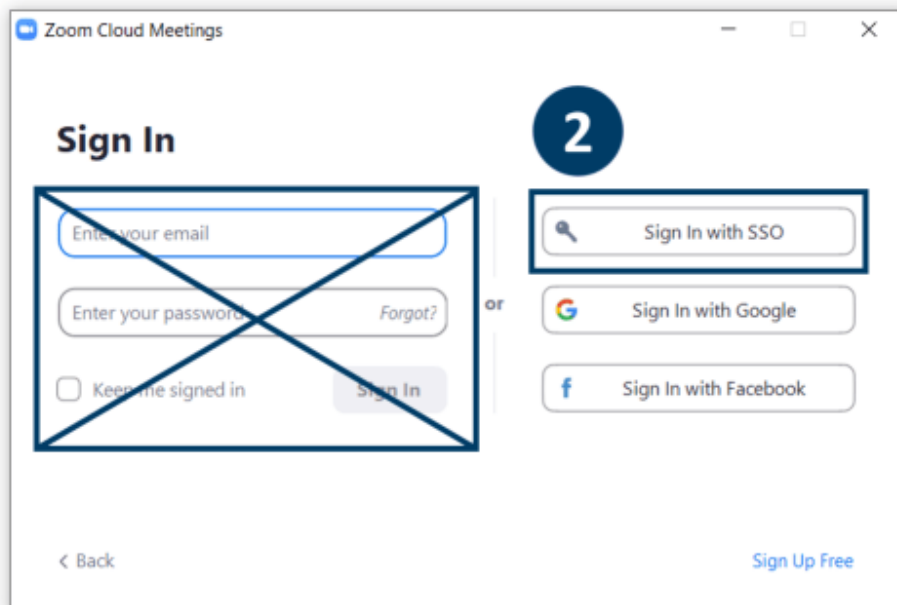 Zoom Cloud Meetings
Sign In
2
Enter your email
Enter your password Forgot?
Keep me signed in
Sign In
or
Sign In with SSO
Sign In with Google
Sign In with Facebook
< Back
Sign Up Free